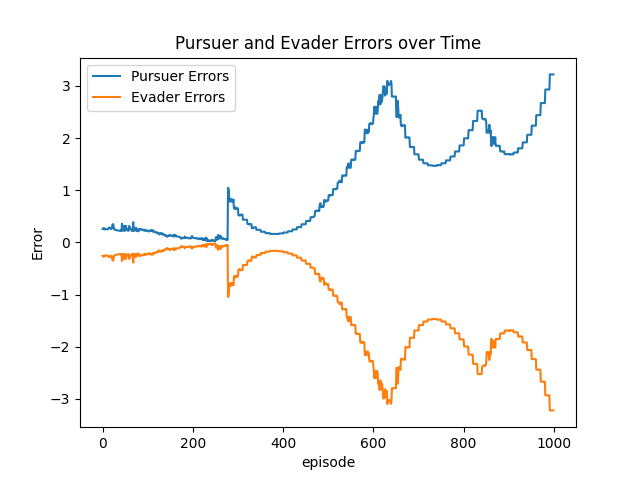 Pursuer and Evader Errors over Time
Pursuer Errors
Evader Errors
3
2
1
0
−1
−2
−3
Error
0
200
400
600
800
1000
episode